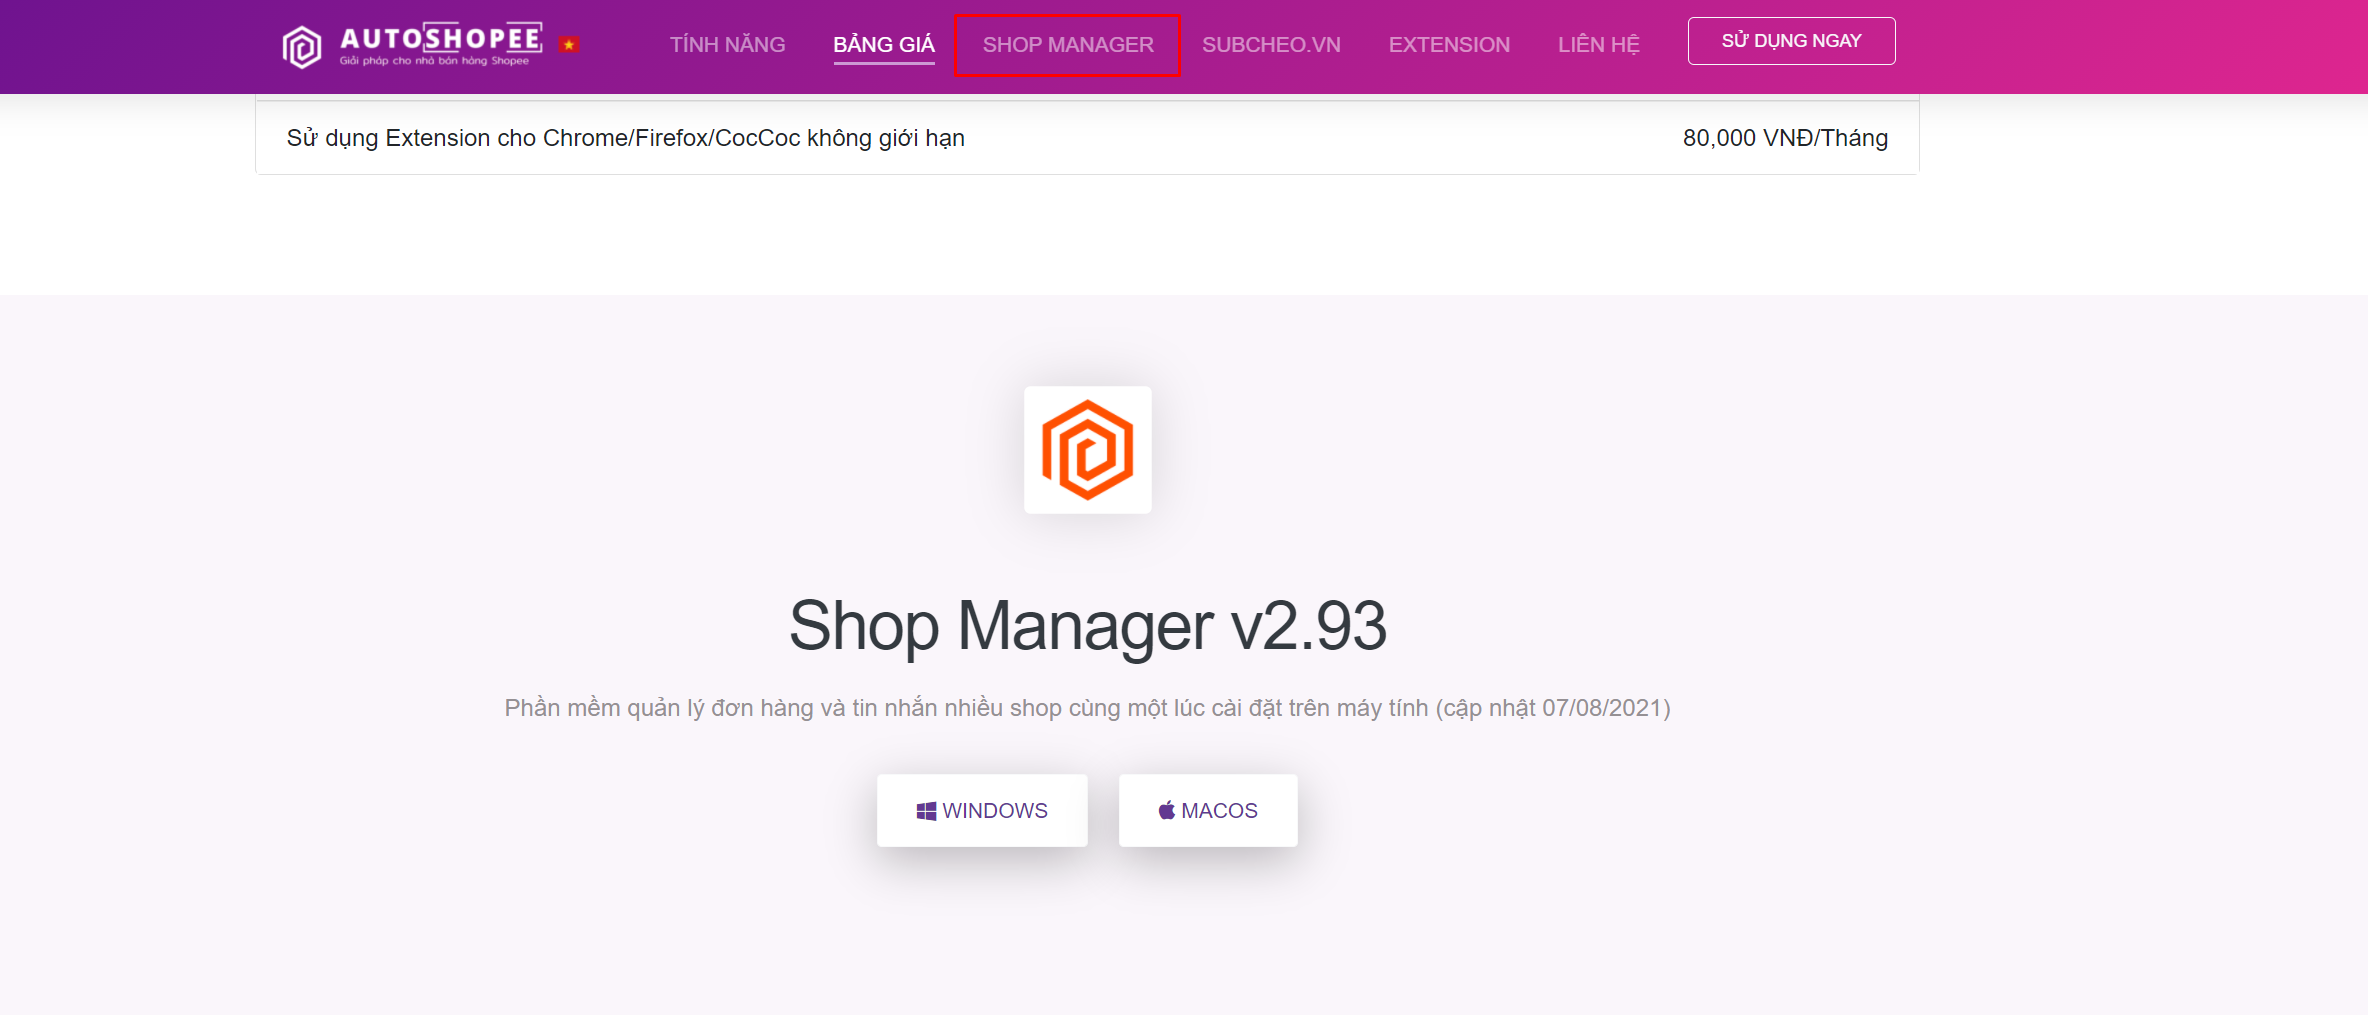 AUTOSHOPEE
Giải pháp cho nhà bán hàng Shopee
TÍNH NĂNG
BẢNG GIÁ
SHOP MANAGER
SUBCHEO.VN
EXTENSION
LIÊN HỆ
SỬ DỤNG NGAY
Sử dụng Extension cho Chrome/Firefox/CocCoc không giới hạn
80,000 VNĐ/Tháng
Shop Manager v2.93
Phần mềm quản lý đơn hàng và tin nhắn nhiều shop cùng một lúc cài đặt trên máy tính (cập nhật 07/08/2021)
WINDOWS
MACOS